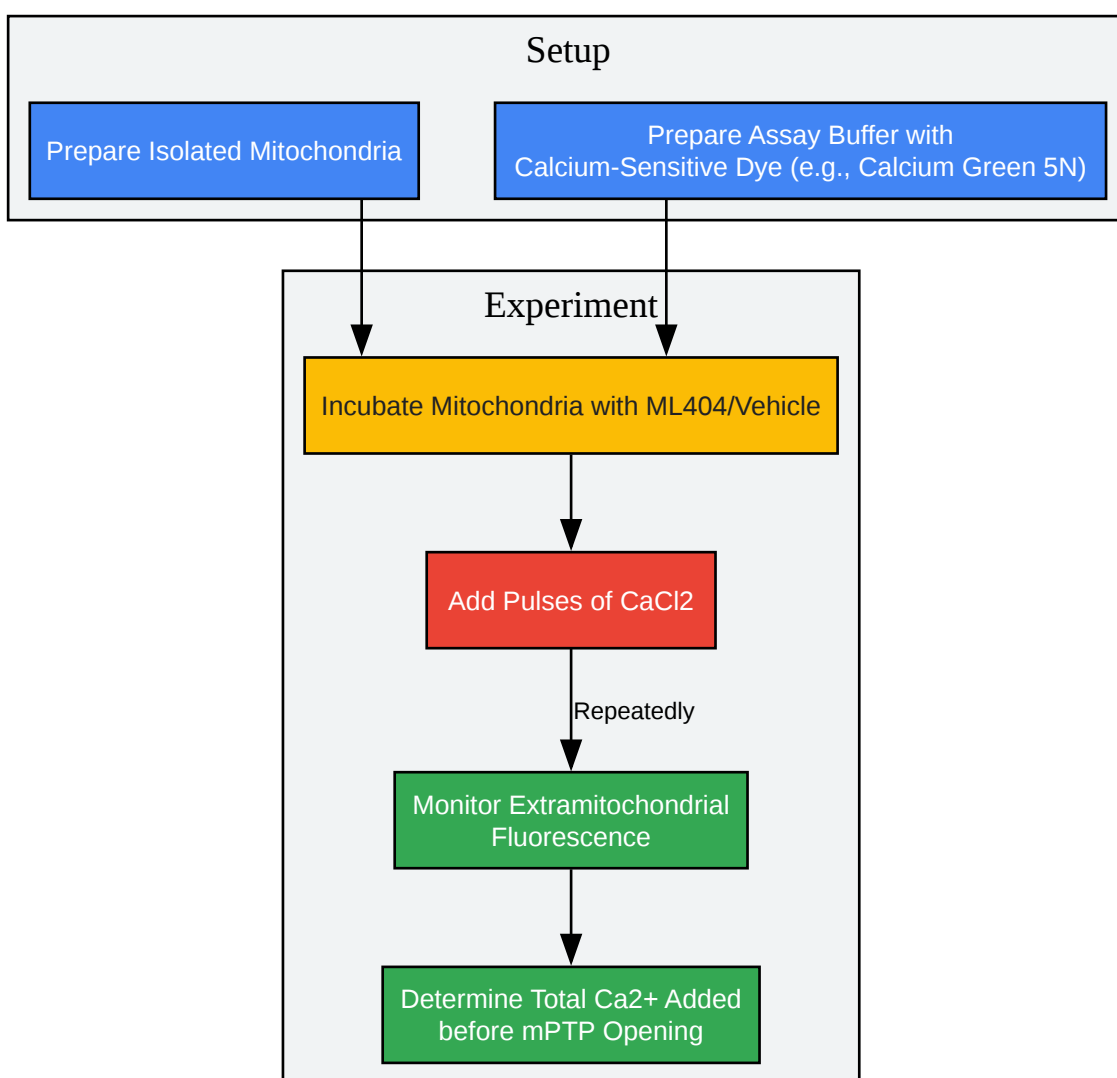 Setup
Prepare Isolated Mitochondria
Prepare Assay Buffer with
Calcium-Sensitive Dye (e.g., Calcium Green 5N)
Experiment
Incubate Mitochondria with ML404/Vehicle
Add Pulses of CaCl2
Repeatedly
Monitor Extramitochondrial
Fluorescence
Determine Total Ca2+ Added
before mPTP Opening